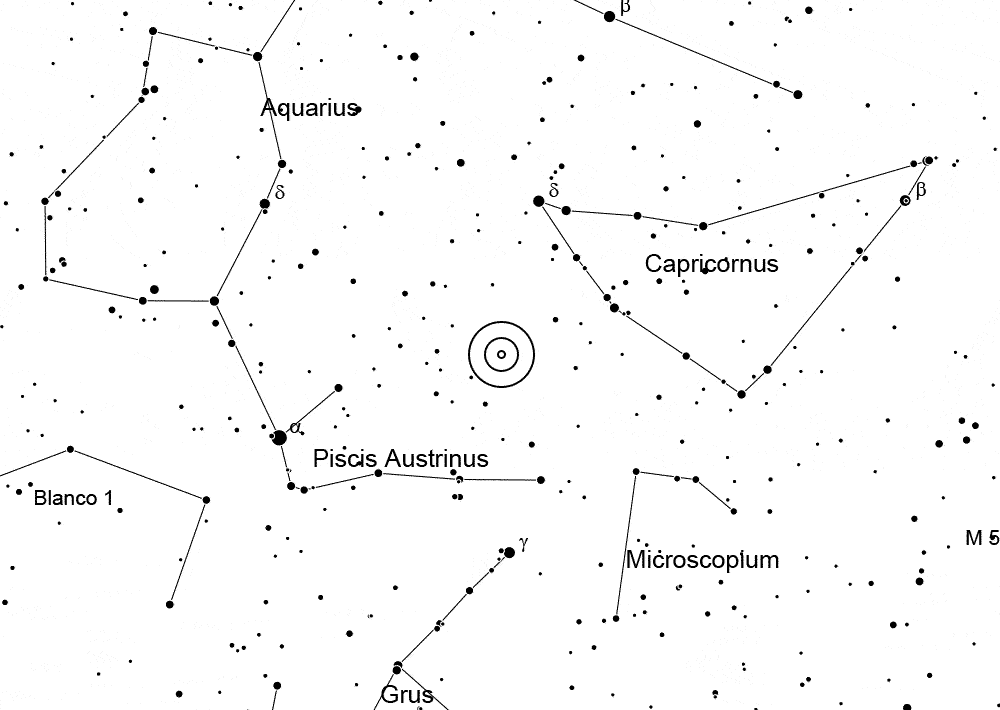 β
Aquarius
δ
δ
β
Capricornus
α
Piscis Austrinus
Blanco 1
γ
M 5
Microscopium
Grus